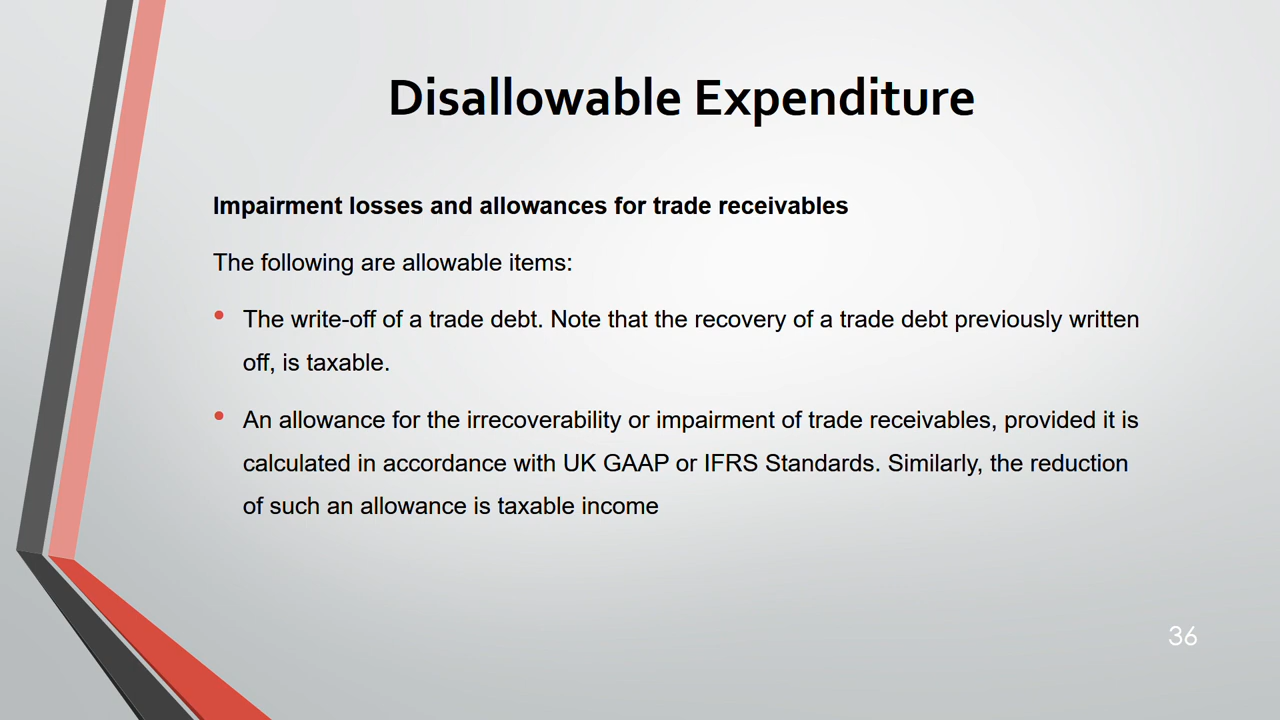 Disallowable Expenditure
Impairment losses and allowances for trade receivables
The following are allowable items:
• The write-off of a trade debt. Note that the recovery of a trade debt previously written
off, is taxable.
• An allowance for the irrecoverability or impairment of trade receivables, provided it is
calculated in accordance with UK GAAP or IFRS Standards. Similarly, the reduction
of such an allowance is taxable income
36